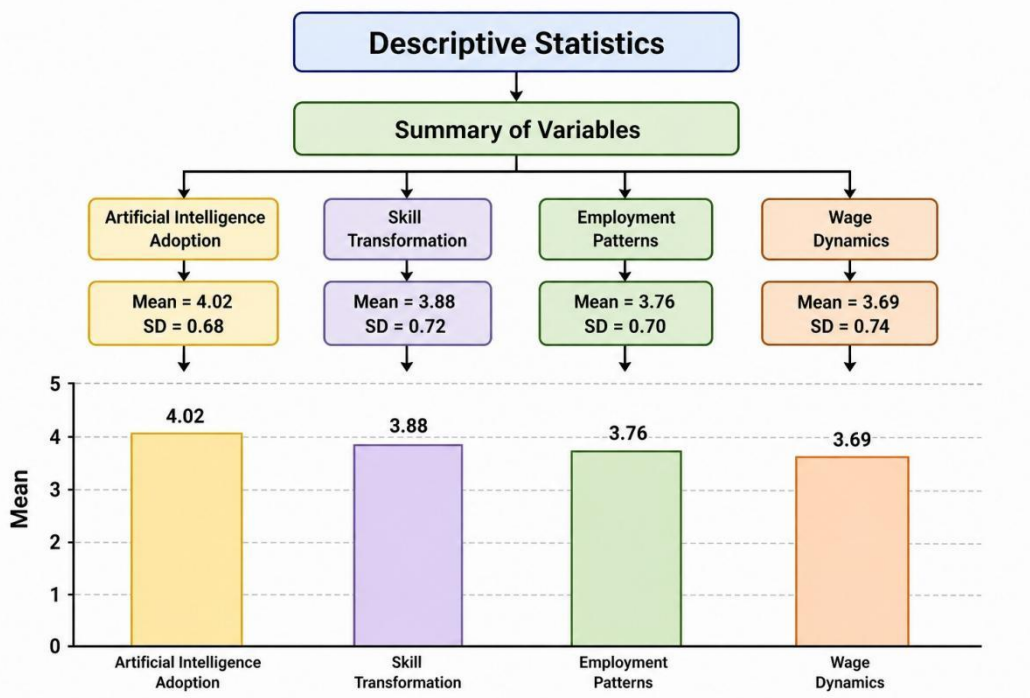 Descriptive Statistics
Summary of Variables
Artificial Intelligence
Adoption
Skill
Transformation
Employment
Patterns
Wage
Dynamics
Mean = 4.02
SD = 0.68
Mean = 3.88
SD = 0.72
Mean = 3.76
SD = 0.70
Mean = 3.69
SD = 0.74
Mean
5
4
3
2
1
0
4.02
3.88
3.76
3.69
Artificial Intelligence
Adoption
Skill
Transformation
Employment
Patterns
Wage
Dynamics